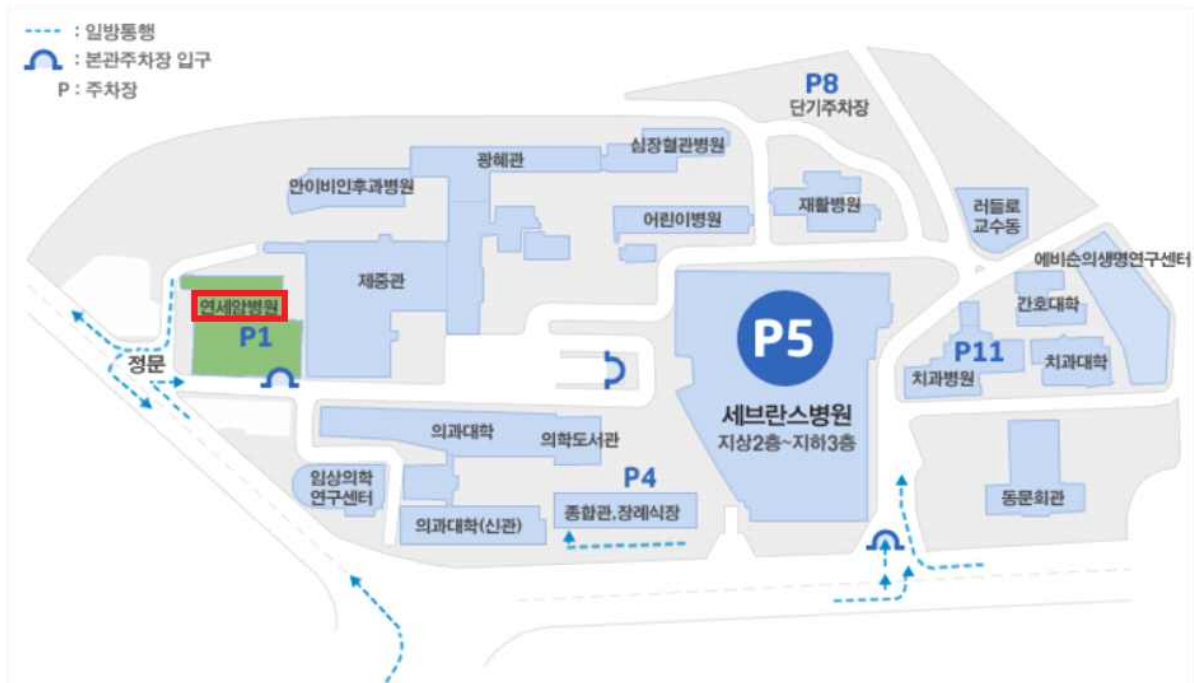 : 일방통행
: 본관주차장 입구
P : 주차장
P8
단기주차장
심장혈관병원
광혜관
안이비인후과병원
재활병원
러들로
교수동
어린이병원
에비슨의생명연구센터
제중관
연세암병원
P1
간호대학
P5
P11
치과대학
치과병원
정문
세브란스병원
지상2층~지하3층
의과대학
의학도서관
임상의학
연구센터
P4
동문회관
종합관,장례식장
의과대학(신관)